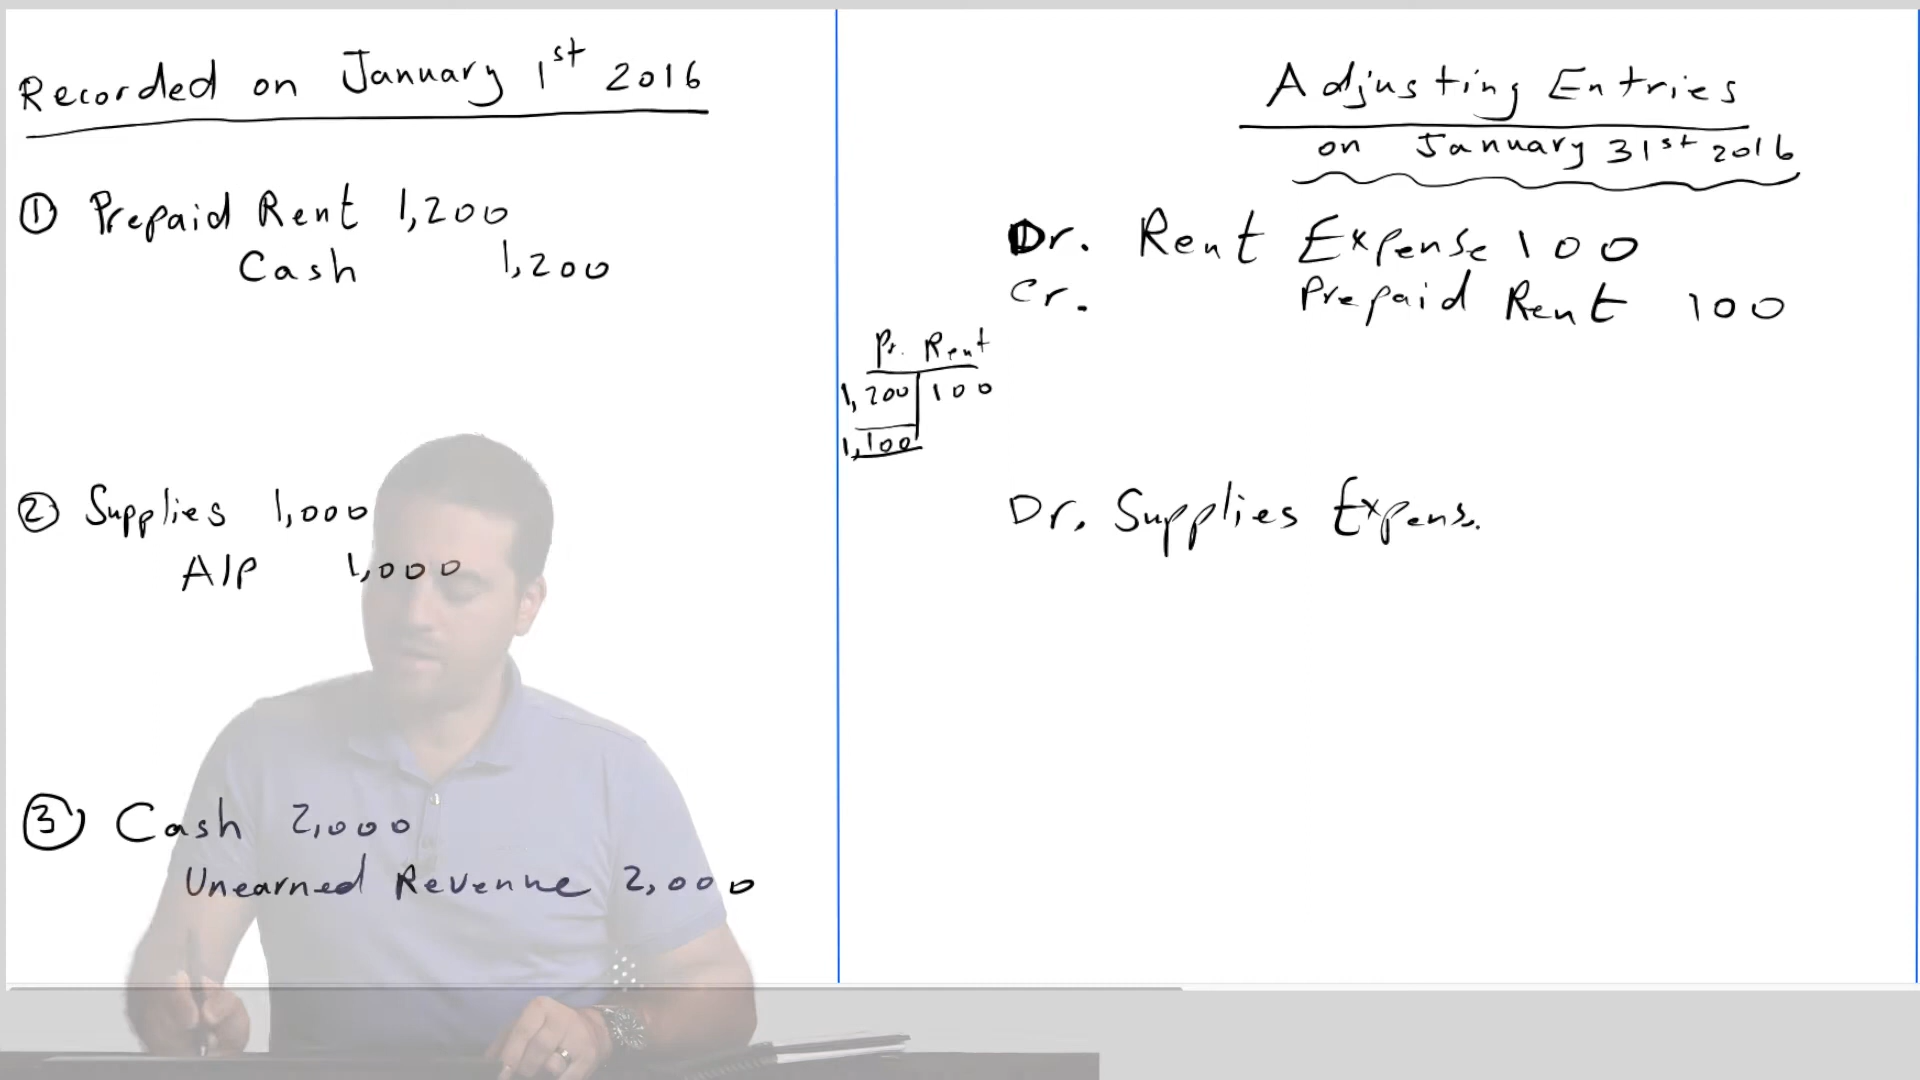 Recorded on January 1st 2016
① Prepaid Rent 1,200
Cash 1,200
② Supplies 1,000
A/P 1,000
③ Cash 2,000
Unearned Revenue 2,000
Adjusting Entries
on January 31st 2016
Dr. Rent Expense 100
Cr. Prepaid Rent 100
Pr. Rent
1,200 100
1,100
Dr. Supplies Expens.